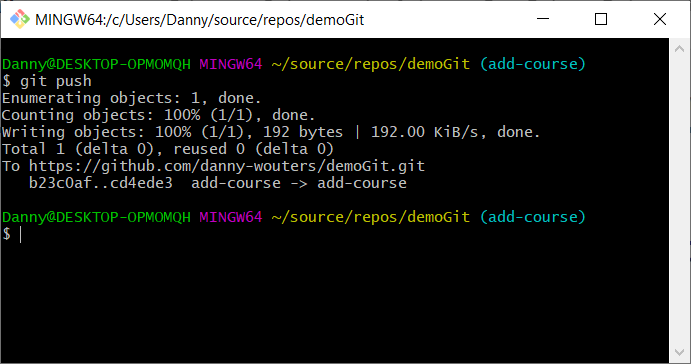 MINGW64:/c/Users/Danny/source/repos/demoGit
Danny@DESKTOP-OPMOMQH MINGW64 ~/source/repos/demoGit (add-course)
$ git push
Enumerating objects: 1, done.
Counting objects: 100% (1/1), done.
Writing objects: 100% (1/1), 192 bytes | 192.00 KiB/s, done.
Total 1 (delta 0), reused 0 (delta 0)
To https://github.com/danny-wouters/demoGit.git
   b23c0af..cd4ede3  add-course -> add-course
Danny@DESKTOP-OPMOMQH MINGW64 ~/source/repos/demoGit (add-course)
$